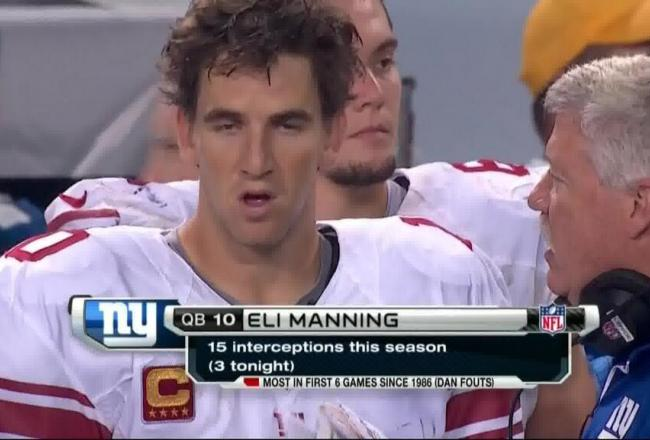 ny QB 10 ELI MANNING NFL
15 interceptions this season
(3 tonight)
MOST IN FIRST 6 GAMES SINCE 1986 (DAN FOUTS)
C
ny